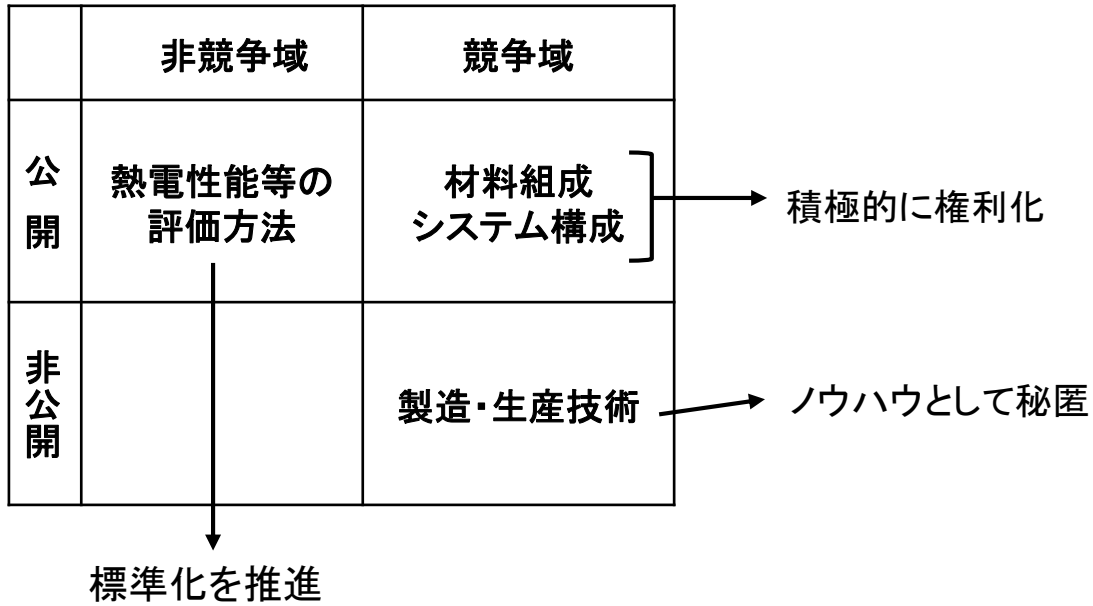 非競争域
競争域
公開
熱電性能等の
評価方法
材料組成
システム構成
積極的に権利化
非公開
製造・生産技術
ノウハウとして秘匿
標準化を推進